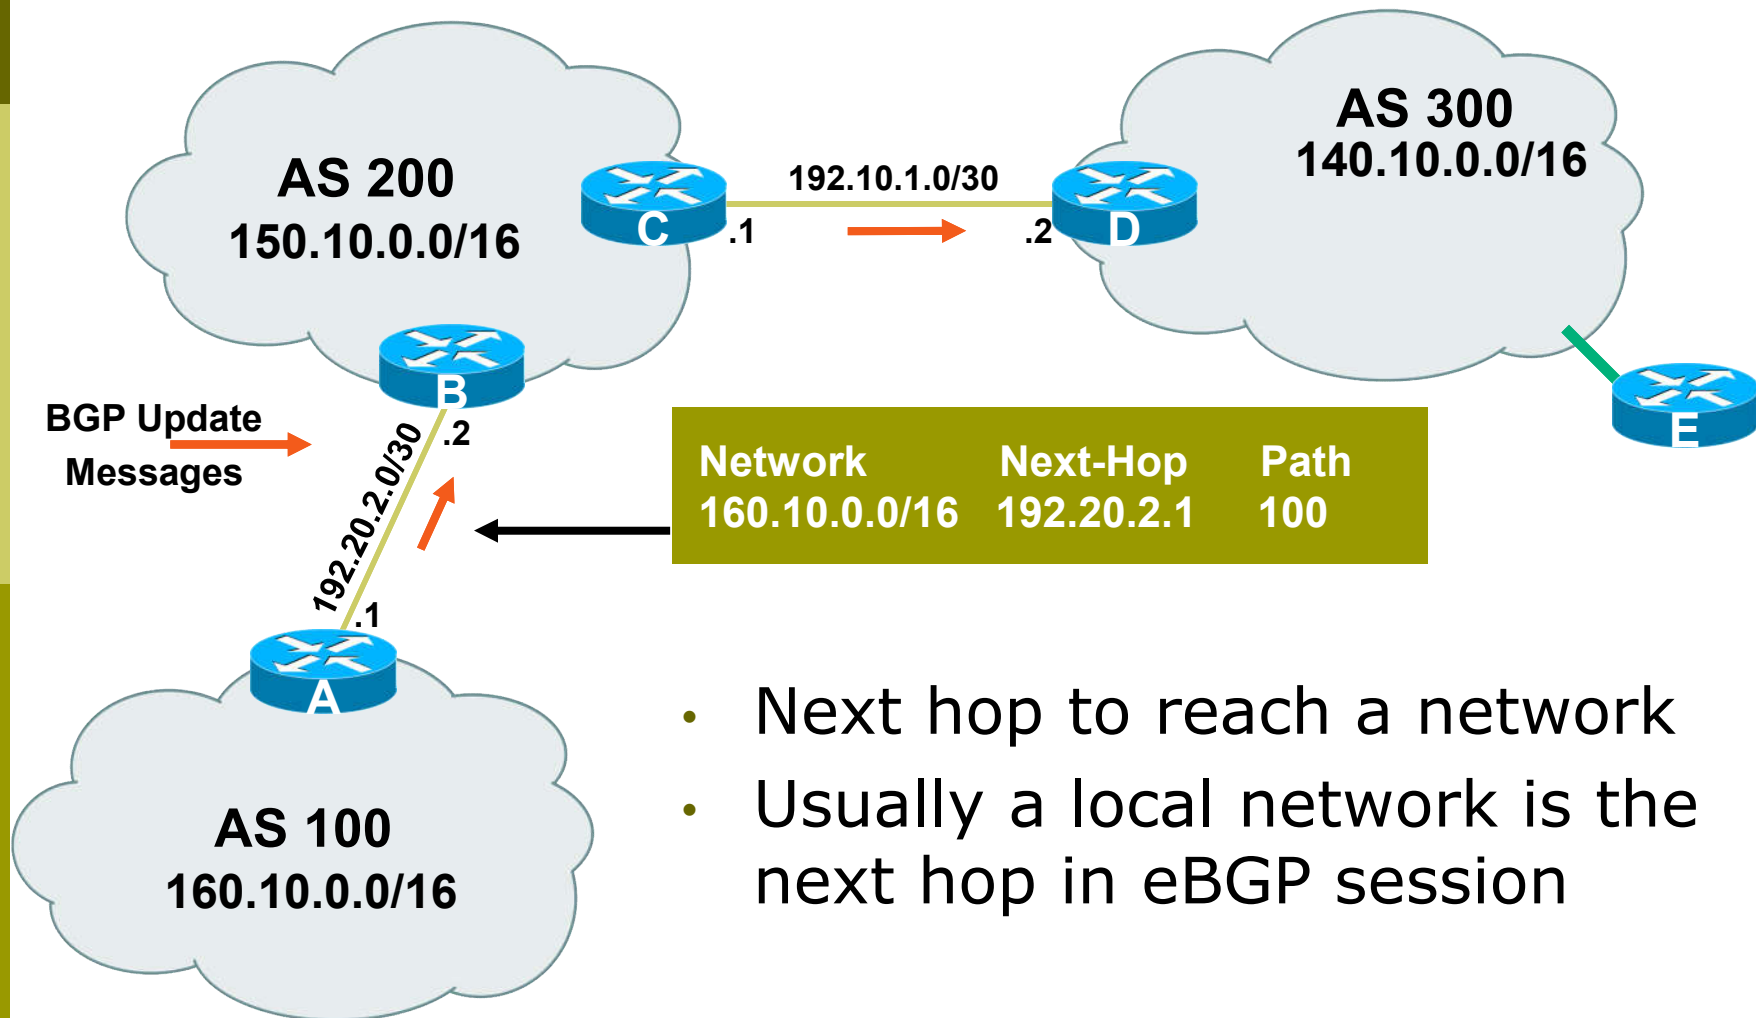 AS 200
150.10.0.0/16
C
.1
192.10.1.0/30
.2
D
AS 300
140.10.0.0/16
E
B
.2
BGP Update
Messages
192.20.2.0/30
.1
A
AS 100
160.10.0.0/16
Network Next-Hop Path
160.10.0.0/16 192.20.2.1 100
• Next hop to reach a network
• Usually a local network is the
next hop in eBGP session